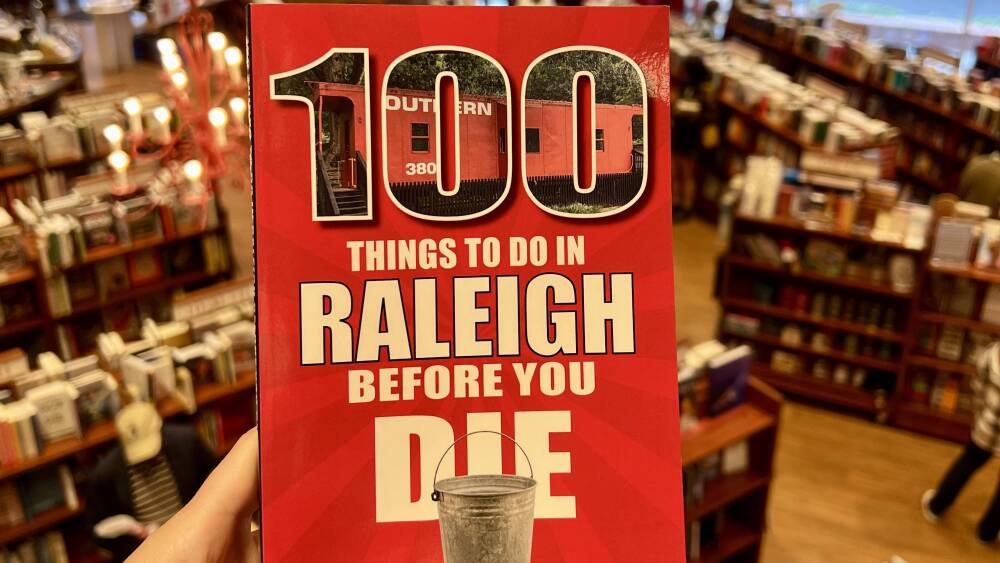 100
OUTHERN
380
THINGS TO DO IN
RALEIGH
BEFORE YOU
DIE